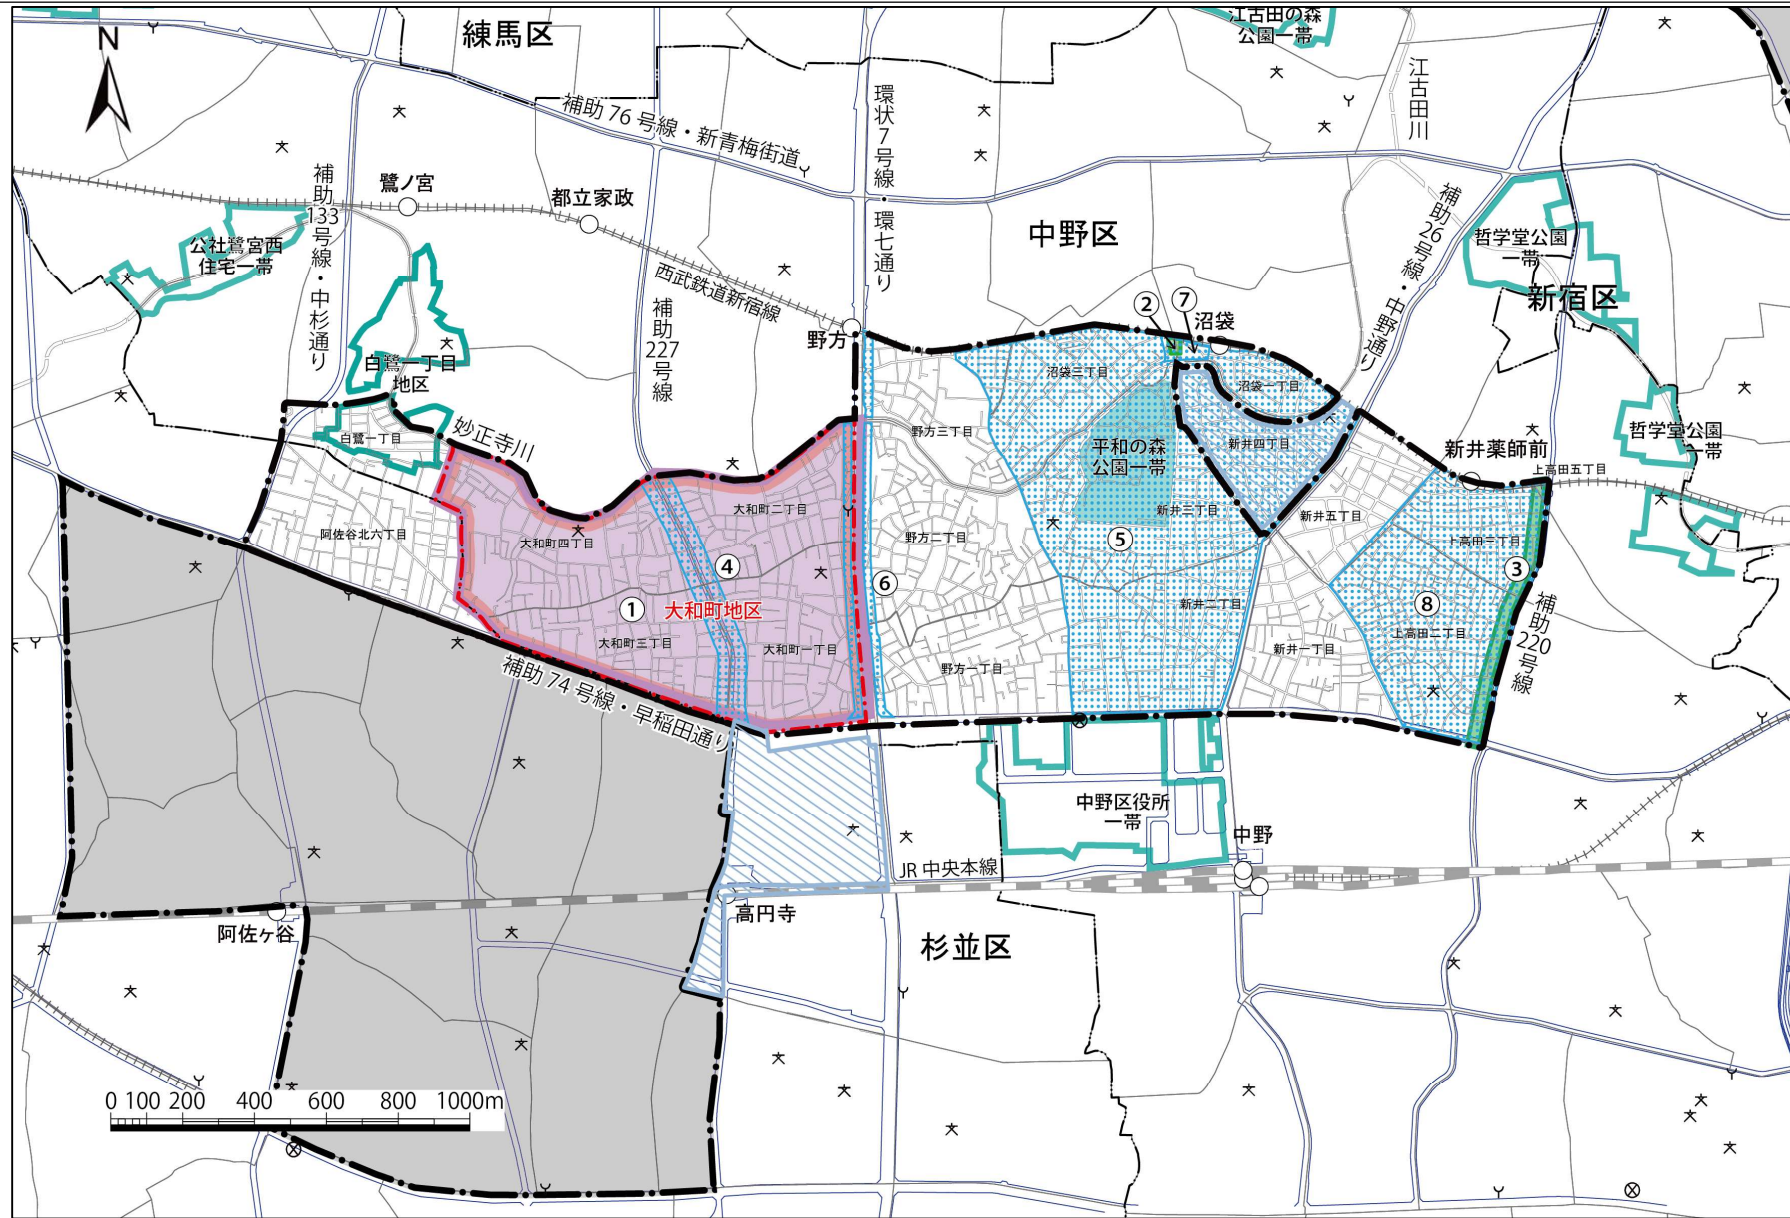 練馬区
江古田の森
公園一帯
N
江古田川
環状7号線・環七通り
補助76号線・新青梅街道
補助133号線・中杉通り
鷺ノ宮
都立家政
補助26号線・中野通り
中野区
哲学堂公園
一帯
公社鷺宮西
住宅一帯
西武鉄道新宿線
新宿区
補助227号線
②
⑦
沼袋
野方
白鷺一丁目
地区
沼袋三丁目
沼袋一丁目
妙正寺川
白鷺一丁目
野方三丁目
平和の森
公園一帯
新井四丁目
新井薬師前
哲学堂公園
一帯
上高田五丁目
大和町二丁目
新井三丁目
新井五丁目
阿佐谷北六丁目
大和町四丁目
野方二丁目
⑤
上高田三丁目
④
⑥
③
①
大和町地区
新井二丁目
⑧
補助220号線
大和町三丁目
大和町一丁目
野方一丁目
新井一丁目
上高田二丁目
補助74号線・早稲田通り
中野区役所
一帯
中野
JR中央本線
高円寺
阿佐ヶ谷
杉並区
0 100 200 400 600 800 1000m